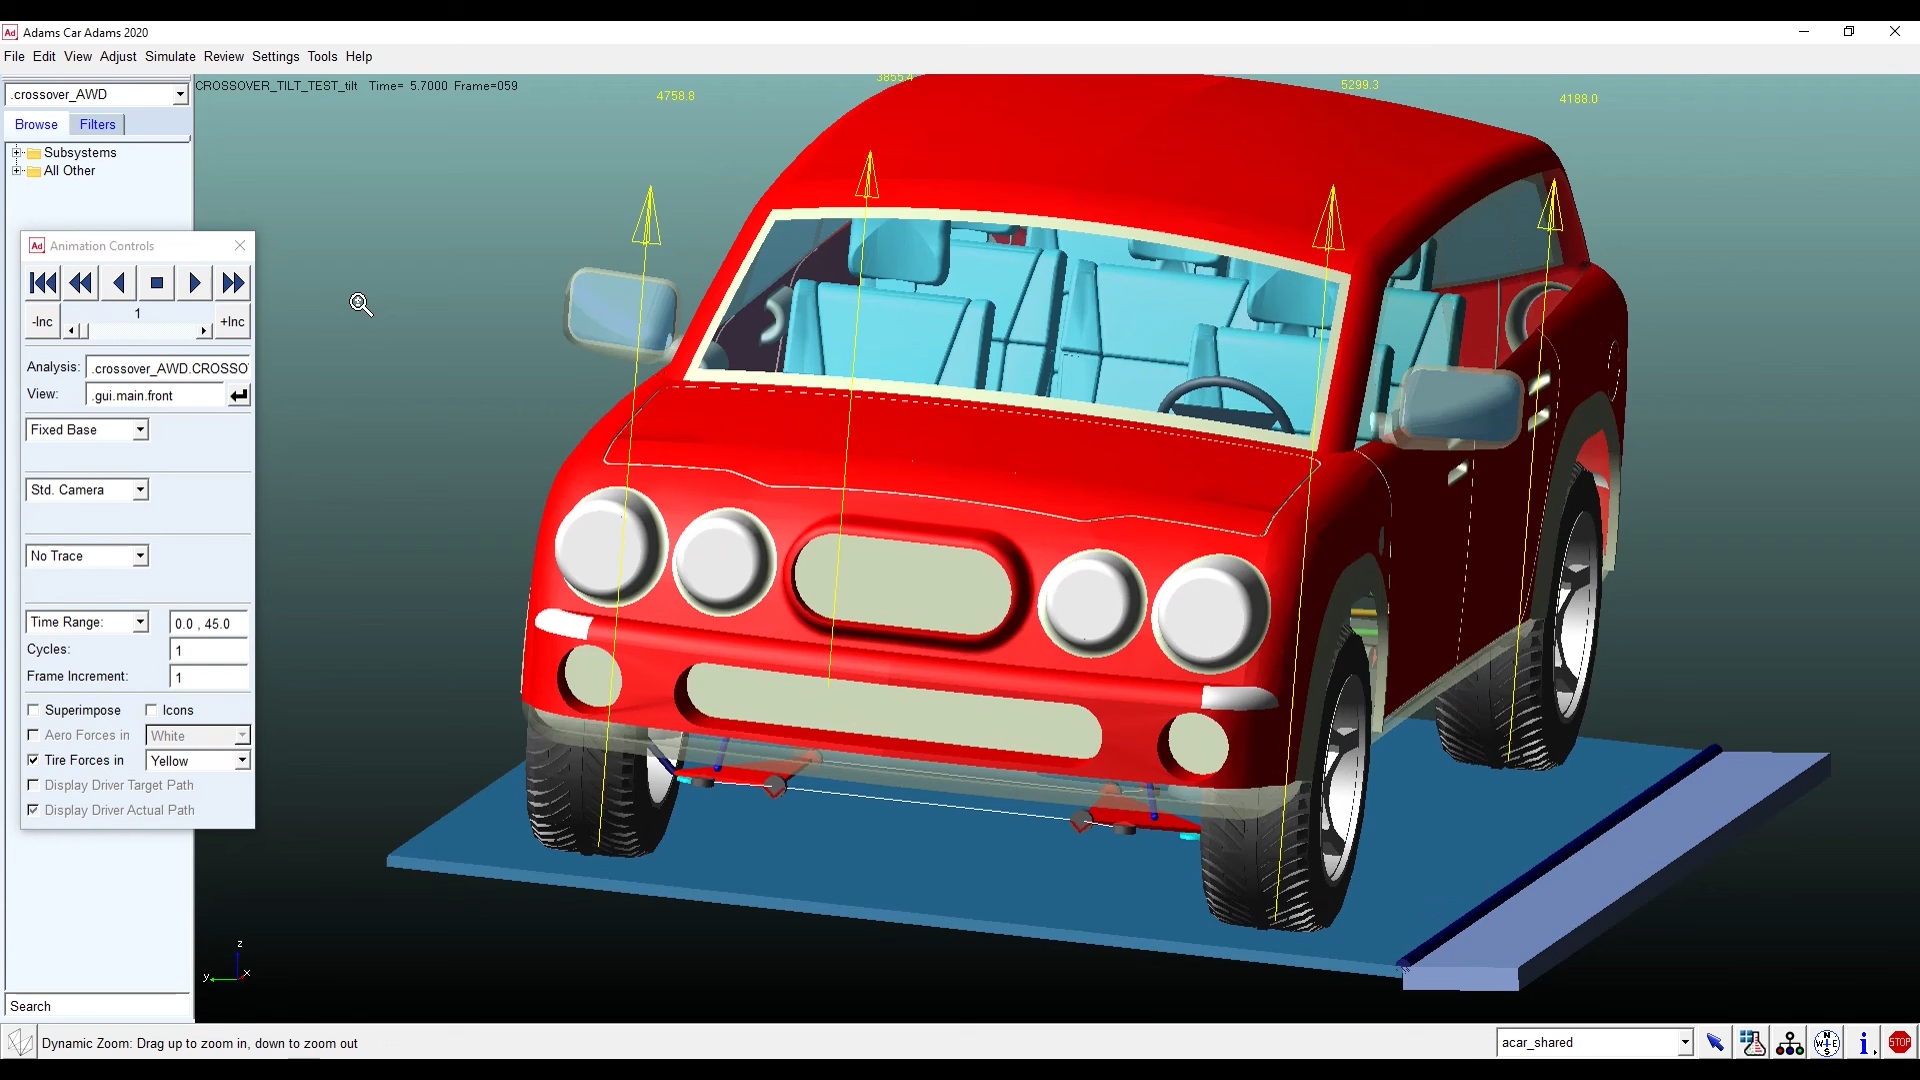 Ad Adams Car Adams 2020
File Edit View Adjust Simulate Review Settings Tools Help
.crossover_AWD
CROSSOVER_TILT_TEST_tilt Time= 5.7000 Frame=059
3855.4
5299.3
4758.8
4188.0
Browse Filters
Subsystems
All Other
Ad Animation Controls
-Inc 1 +Inc
Analysis: .crossover_AWD.CROSSO
View: .gui.main.front
Fixed Base
Std. Camera
No Trace
Time Range: 0.0 , 45.0
Cycles: 1
Frame Increment: 1
Superimpose Icons
Aero Forces in White
Tire Forces in Yellow
Display Driver Target Path
Display Driver Actual Path
z
y x
Search
Dynamic Zoom: Drag up to zoom in, down to zoom out
acar_shared
N
W E
S
i
STOP